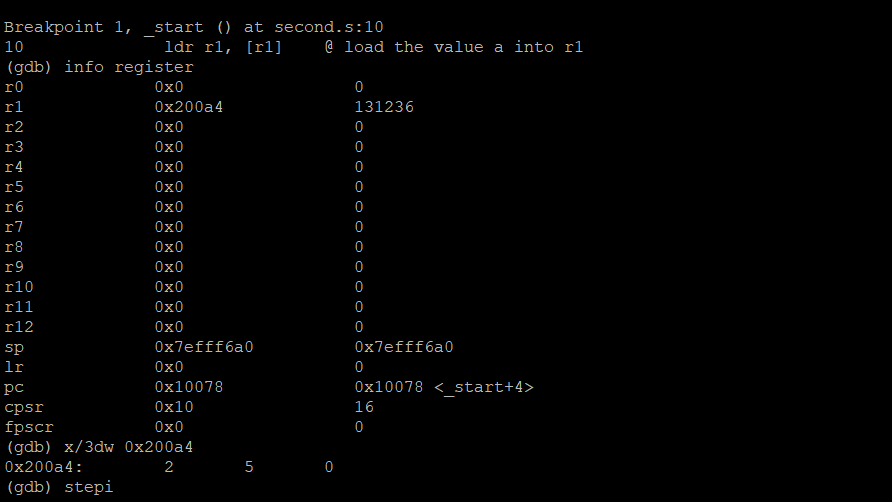 Breakpoint 1, _start () at second.s:10
10              ldr r1, [r1]    @ load the value a into r1
(gdb) info register
r0             0x0                 0
r1             0x200a4             131236
r2             0x0                 0
r3             0x0                 0
r4             0x0                 0
r5             0x0                 0
r6             0x0                 0
r7             0x0                 0
r8             0x0                 0
r9             0x0                 0
r10            0x0                 0
r11            0x0                 0
r12            0x0                 0
sp             0x7efff6a0          0x7efff6a0
lr             0x0                 0
pc             0x10078             0x10078 <_start+4>
cpsr           0x10                16
fpscr          0x0                 0
(gdb) x/3dw 0x200a4
0x200a4:        2       5       0
(gdb) stepi